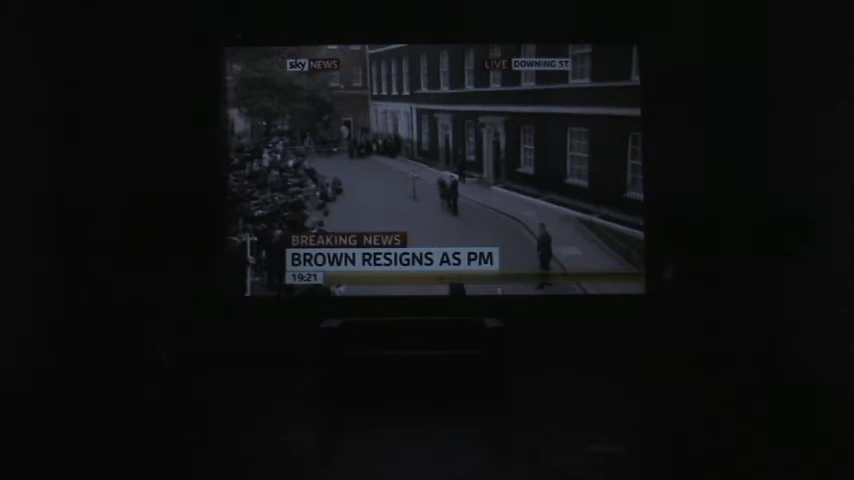 sky NEWS
LIVE DOWNING ST
BREAKING NEWS
BROWN RESIGNS AS PM
19:21